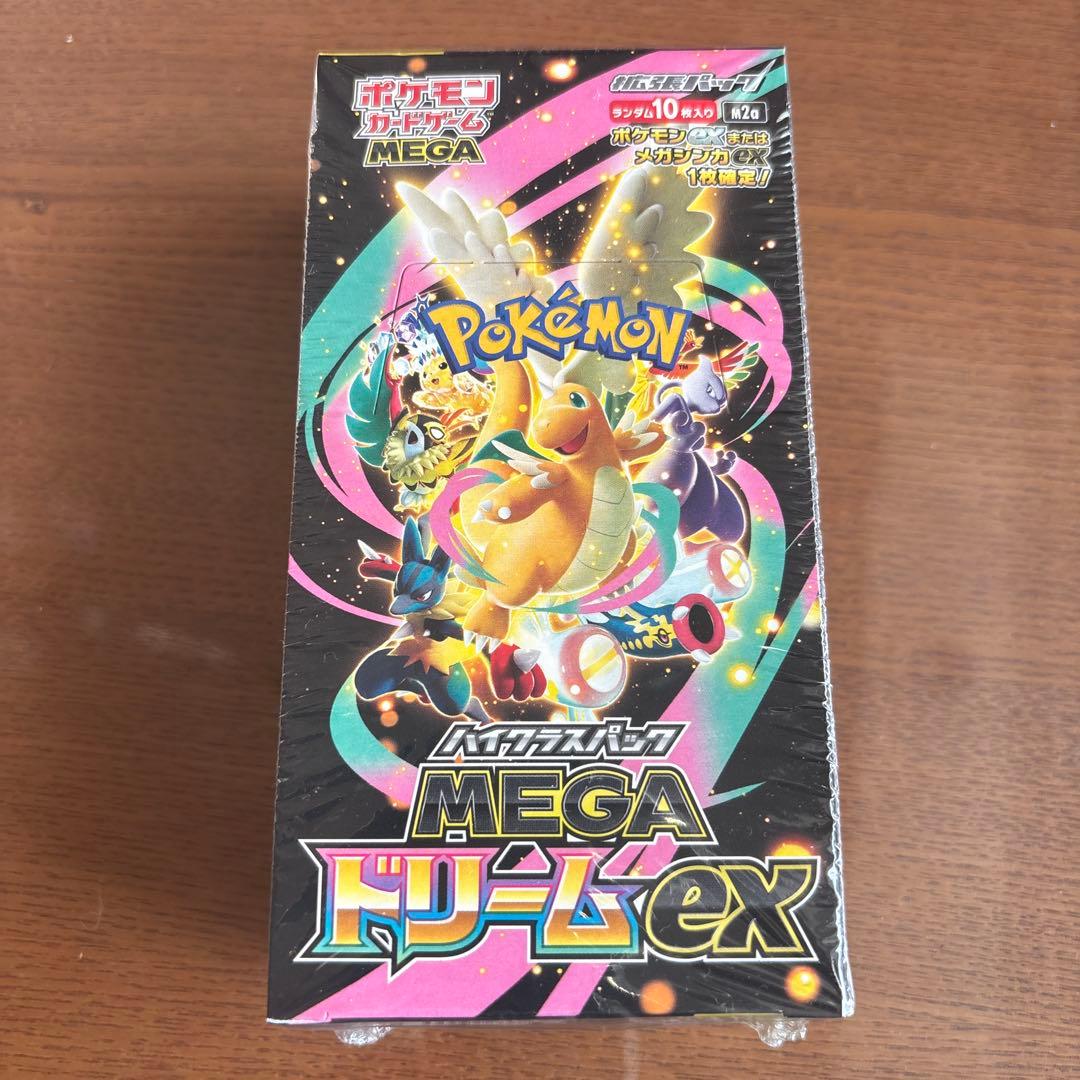 ポケモン
カードゲーム
MEGA
拡張パック
ランダム10枚入り M2a
ポケモンexまたは
メガシンカex
1枚確定!
POKéMON
TM
ハイクラスパック
MEGA
ドリームex